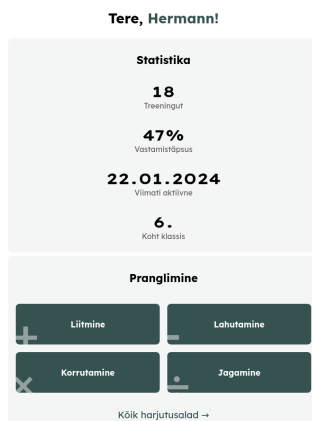 Tere, Hermann!
Statistika
18
Treeningut
47%
Vastamistäpsus
22.01.2024
Viimati aktiivne
6.
Koht klassis
Pranglimine
+ Liitmine
- Lahutamine
× Korrutamine
÷ Jagamine
Kõik harjutusalad →